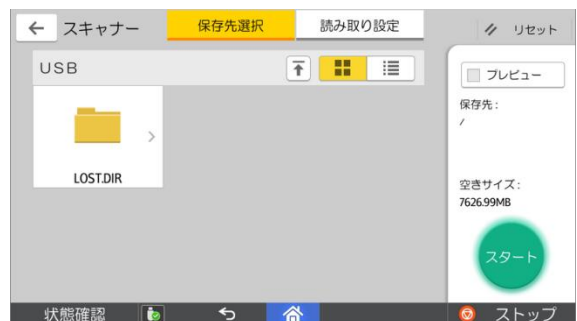 スキャナー
保存先選択
読み取り設定
リセット
USB
プレビュー
保存先:
/
LOST.DIR
空きサイズ:
7626.99MB
スタート
状態確認
ストップ